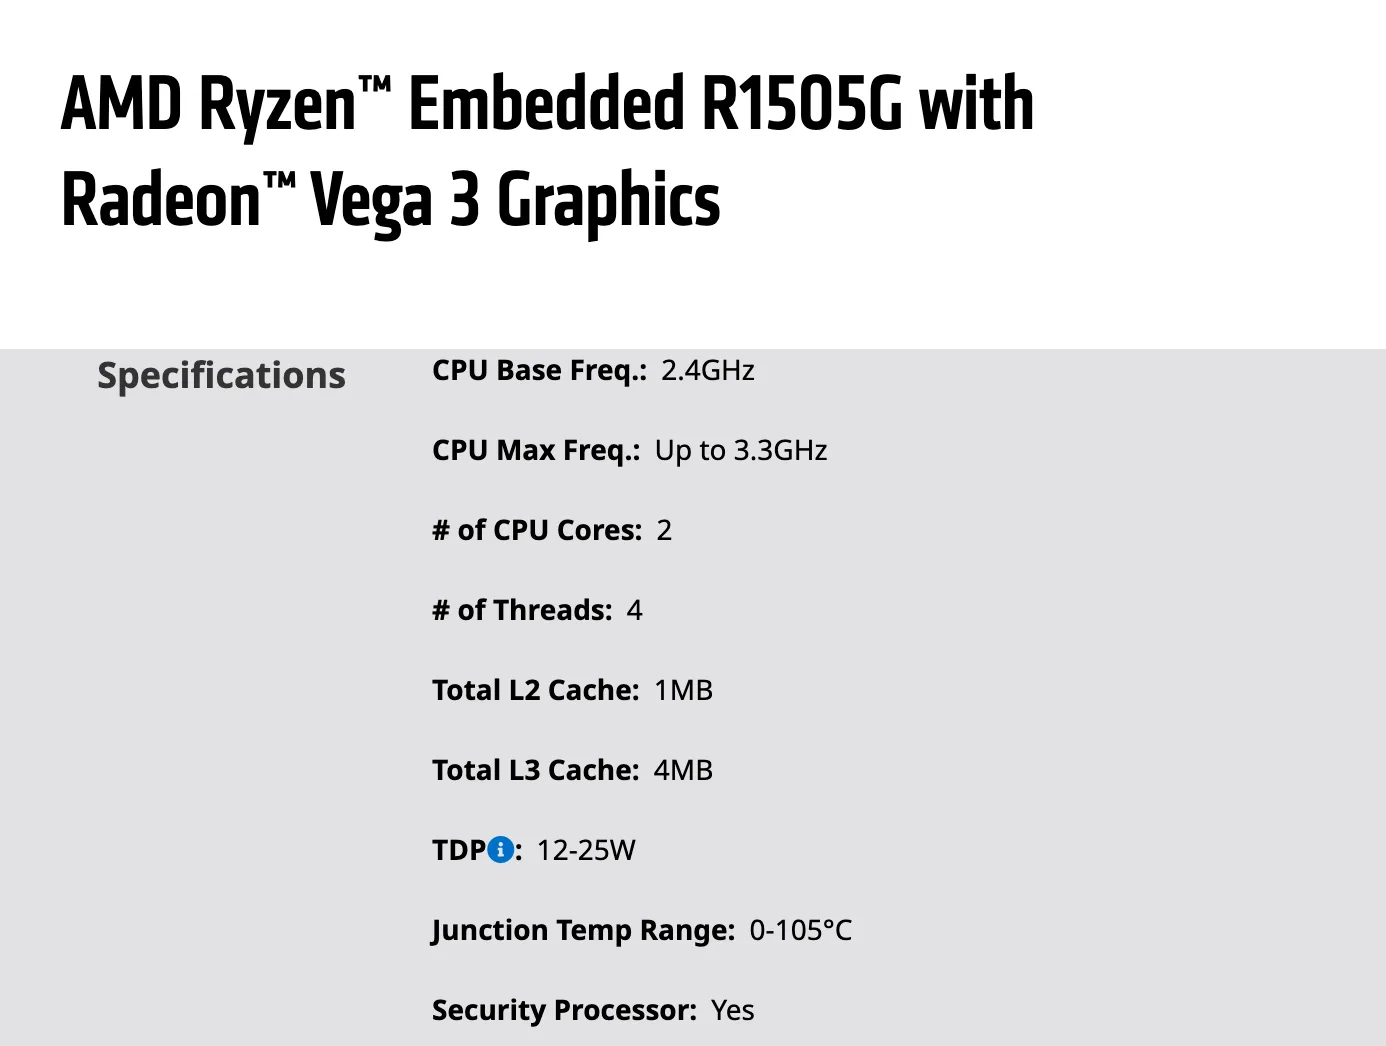 AMD Ryzen™ Embedded R1505G with
Radeon™ Vega 3 Graphics
Specifications
CPU Base Freq.: 2.4GHz
CPU Max Freq.: Up to 3.3GHz
# of CPU Cores: 2
# of Threads: 4
Total L2 Cache: 1MB
Total L3 Cache: 4MB
TDP: 12-25W
Junction Temp Range: 0-105°C
Security Processor: Yes